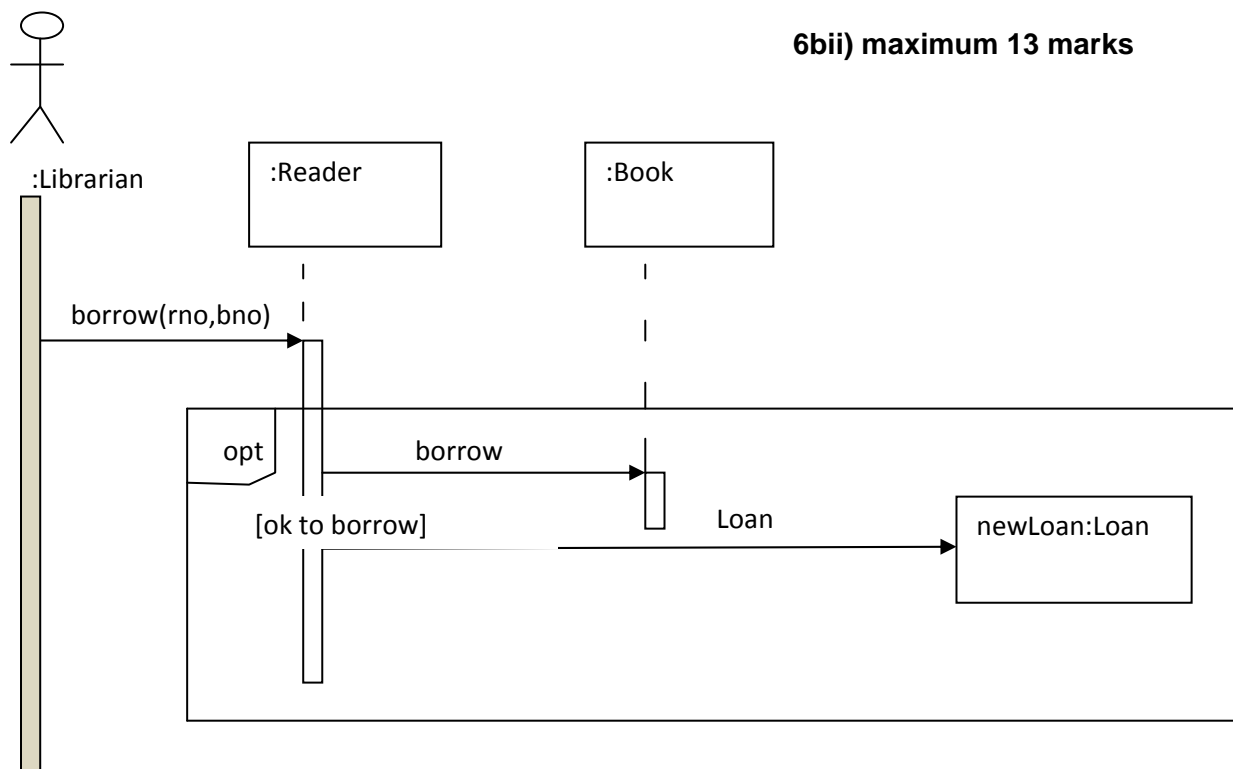 6bii) maximum 13 marks
:Librarian
:Reader
:Book
borrow(rno,bno)
opt
borrow
[ok to borrow]
Loan
newLoan:Loan